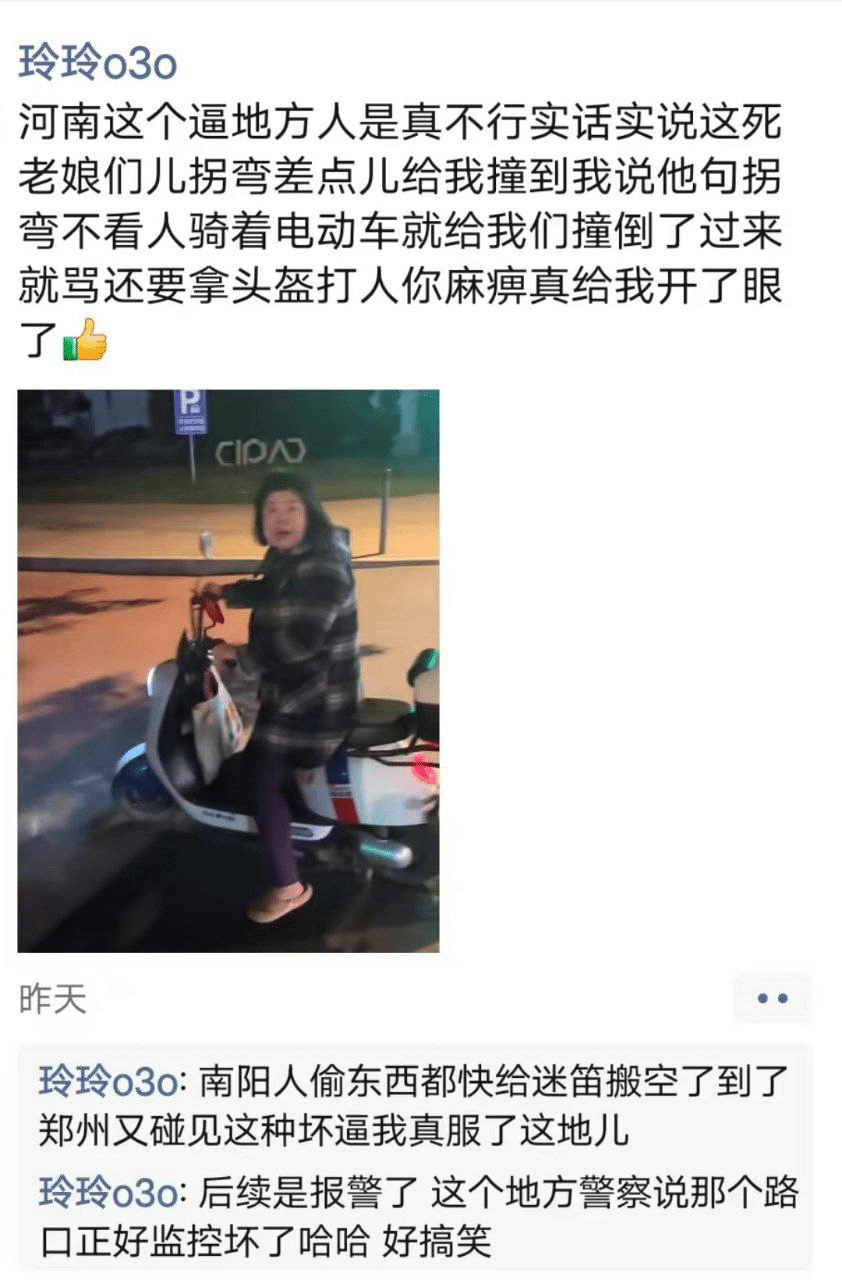 玲玲o3o
河南这个逼地方人是真不行实话实说这死
老娘们儿拐弯差点儿给我撞到我说他句拐
弯不看人骑着电动车就给我们撞倒了过来
就骂还要拿头盔打人你麻痹真给我开了眼
了
P
昨天
玲玲o3o: 南阳人偷东西都快给迷笛搬空了到了
郑州又碰见这种坏逼我真服了这地儿
玲玲o3o: 后续是报警了 这个地方警察说那个路
口正好监控坏了哈哈 好搞笑